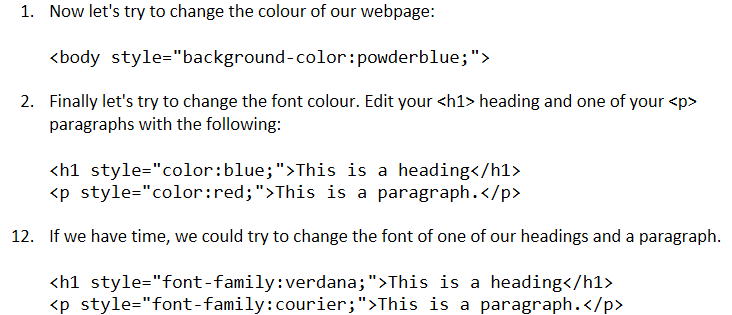 1. Now let's try to change the colour of our webpage:
<body style="background-color:powderblue;">
2. Finally let's try to change the font colour. Edit your <h1> heading and one of your <p>
paragraphs with the following:
<h1 style="color:blue;">This is a heading</h1>
<p style="color:red;">This is a paragraph.</p>
12. If we have time, we could try to change the font of one of our headings and a paragraph.
<h1 style="font-family:verdana;">This is a heading</h1>
<p style="font-family:courier;">This is a paragraph.</p>